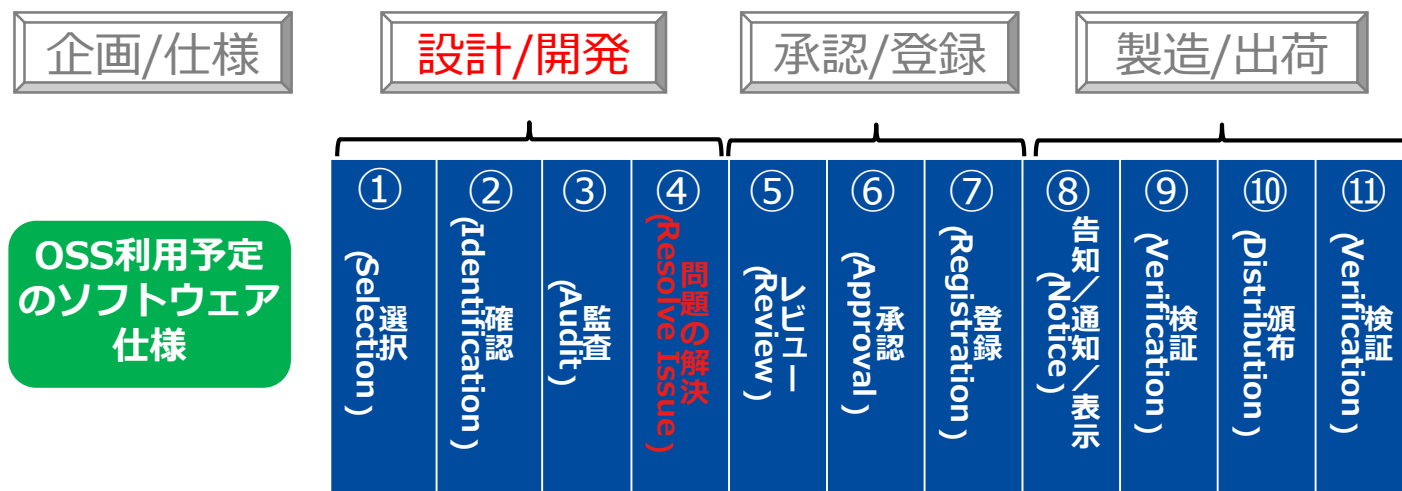 企画/仕様
設計/開発
承認/登録
製造/出荷
OSS利用予定
のソフトウェア
仕様
①
選択
(Selection)
②
確認
(Identification)
③
監査
(Audit)
④
問題の解決
(Resolve Issue)
⑤
レビュー
(Review)
⑥
承認
(Approval)
⑦
登録
(Registration)
⑧
告知/通知/表示
(Notice)
⑨
検証
(Verification)
⑩
頒布
(Distribution)
⑪
検証
(Verification)